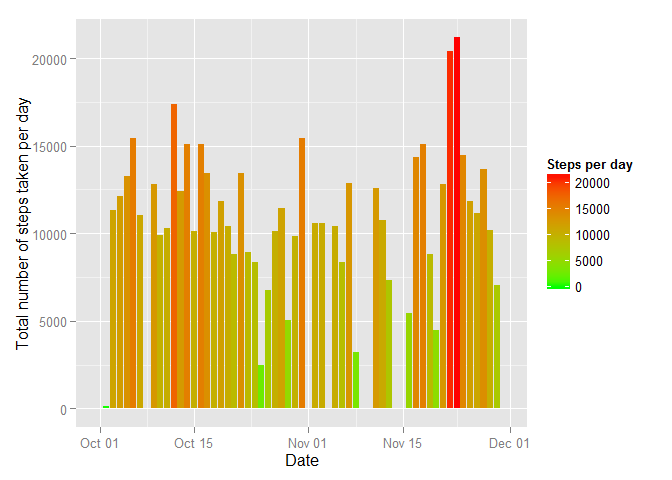 Total number of steps taken per day
20000
15000
10000
5000
0
Oct 01
Oct 15
Nov 01
Nov 15
Dec 01
Date
Steps per day
20000
15000
10000
5000
0